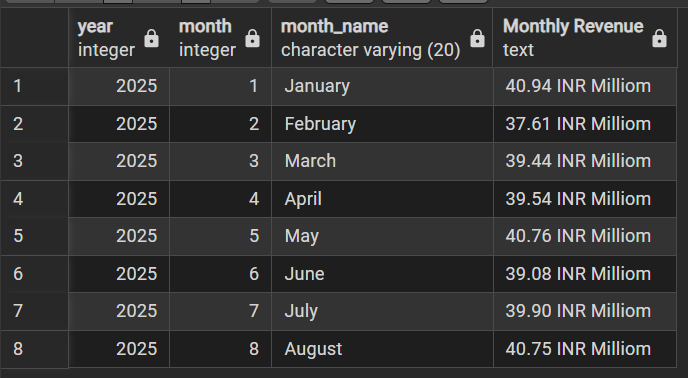 year month month_name Monthly Revenue
integer integer character varying (20) text
1 2025 1 January 40.94 INR Milliom
2 2025 2 February 37.61 INR Milliom
3 2025 3 March 39.44 INR Milliom
4 2025 4 April 39.54 INR Milliom
5 2025 5 May 40.76 INR Milliom
6 2025 6 June 39.08 INR Milliom
7 2025 7 July 39.90 INR Milliom
8 2025 8 August 40.75 INR Milliom